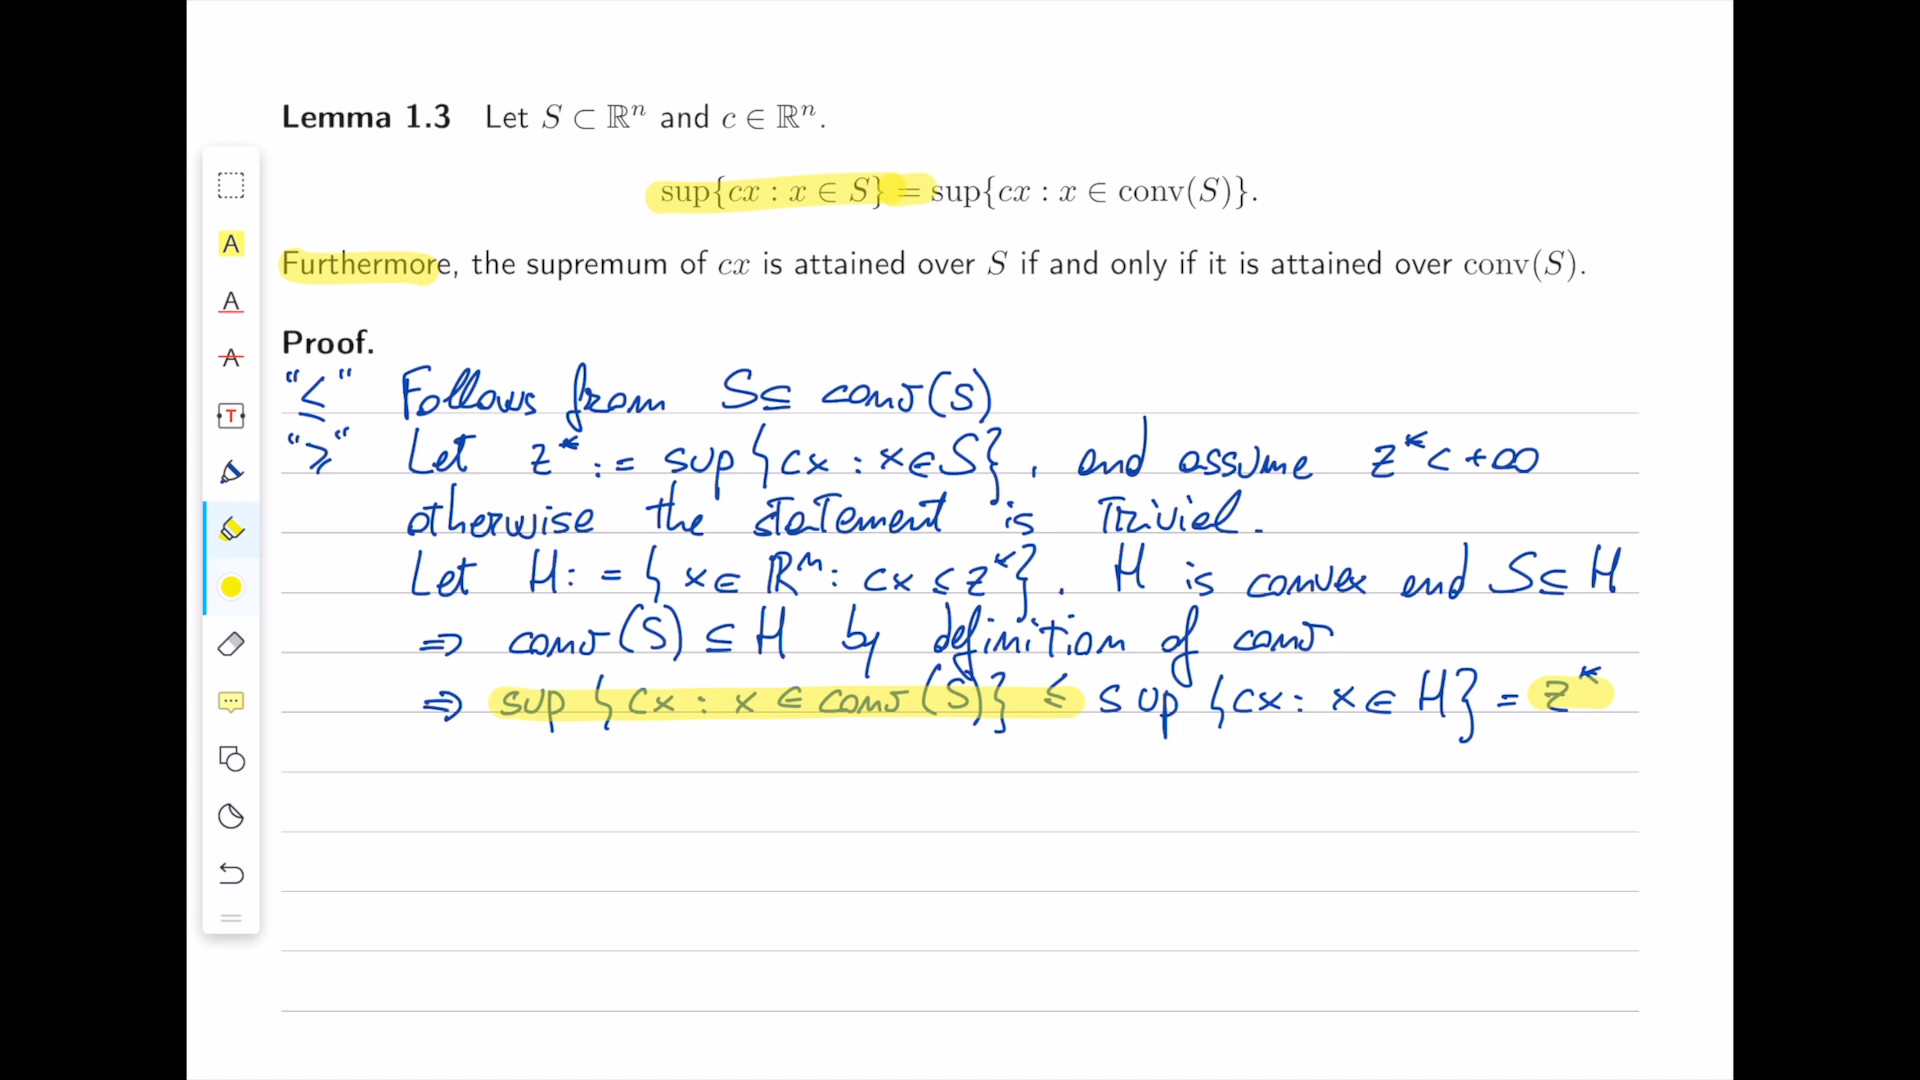 Lemma 1.3 Let S ⊂ ℝⁿ and c ∈ ℝⁿ.
sup{cx : x ∈ S} = sup{cx : x ∈ conv(S)}.
Furthermore, the supremum of cx is attained over S if and only if it is attained over conv(S).
Proof.
"≤" Follows from S ⊆ conv(S)
"≥" Let z* := sup{cx : x∈S}, and assume z* < +∞
otherwise the statement is Trivial.
Let H := {x∈ ℝⁿ: cx ≤ z*}. H is convex and S ⊆ H
⇒ conv(S) ⊆ H by definition of conv
⇒ sup{cx : x ∈ conv(S)} ≤ sup{cx : x ∈ H} = z*
A
A
A
T